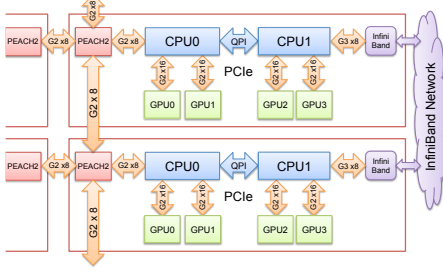 G2 x8
PEACH2
G2 x8
PEACH2
G2 x8
CPU0
QPI
CPU1
G3 x8
Infini
Band
G2 x16
G2 x16
PCIe
G2 x16
G2 x16
GPU0
GPU1
GPU2
GPU3
G2 x 8
InfiniBand Network
PEACH2
G2 x8
PEACH2
G2 x8
CPU0
QPI
CPU1
G3 x8
Infini
Band
G2 x16
G2 x16
PCIe
G2 x16
G2 x16
GPU0
GPU1
GPU2
GPU3
G2 x 8